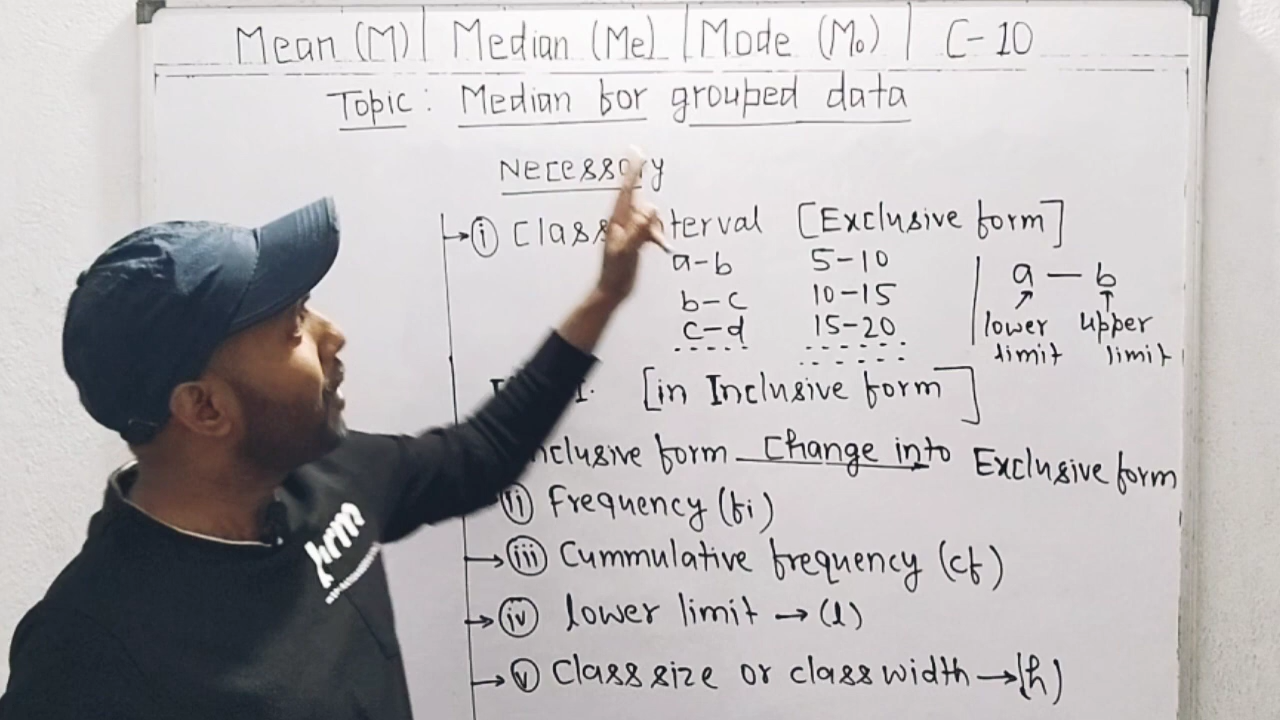 Mean (M) | Median (Me) | Mode (Mo) | C-10
Topic : Median for grouped data
Necessary
(i) Class Interval [Exclusive form]
a-b 5-10
b-c 10-15
c-d 15-20
a — b
lower limit
upper limit
[in Inclusive form]
Inclusive form Change into Exclusive form
(ii) Frequency (fi)
(iii) Cummulative frequency (cf)
(iv) lower limit → (l)
(v) Class size or class width → (h)
hrm